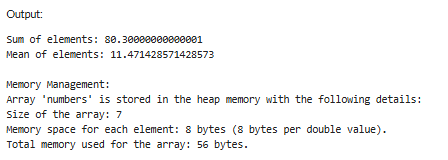 Output:
Sum of elements: 80.30000000000001
Mean of elements: 11.471428571428573
Memory Management:
Array 'numbers' is stored in the heap memory with the following details:
Size of the array: 7
Memory space for each element: 8 bytes (8 bytes per double value).
Total memory used for the array: 56 bytes.